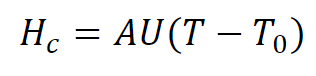 H_c = AU(T − T_0)